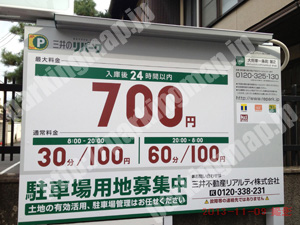 三井のリパーク
最大料金
入庫後24時間以内
700円
通常料金
8:00-20:00
30分/100円
20:00-8:00
60分/100円
0120-325-130
駐車場用地募集中
土地の有効活用、駐車場管理はお任せください
三井不動産リアルティ株式会社
0120-338-231